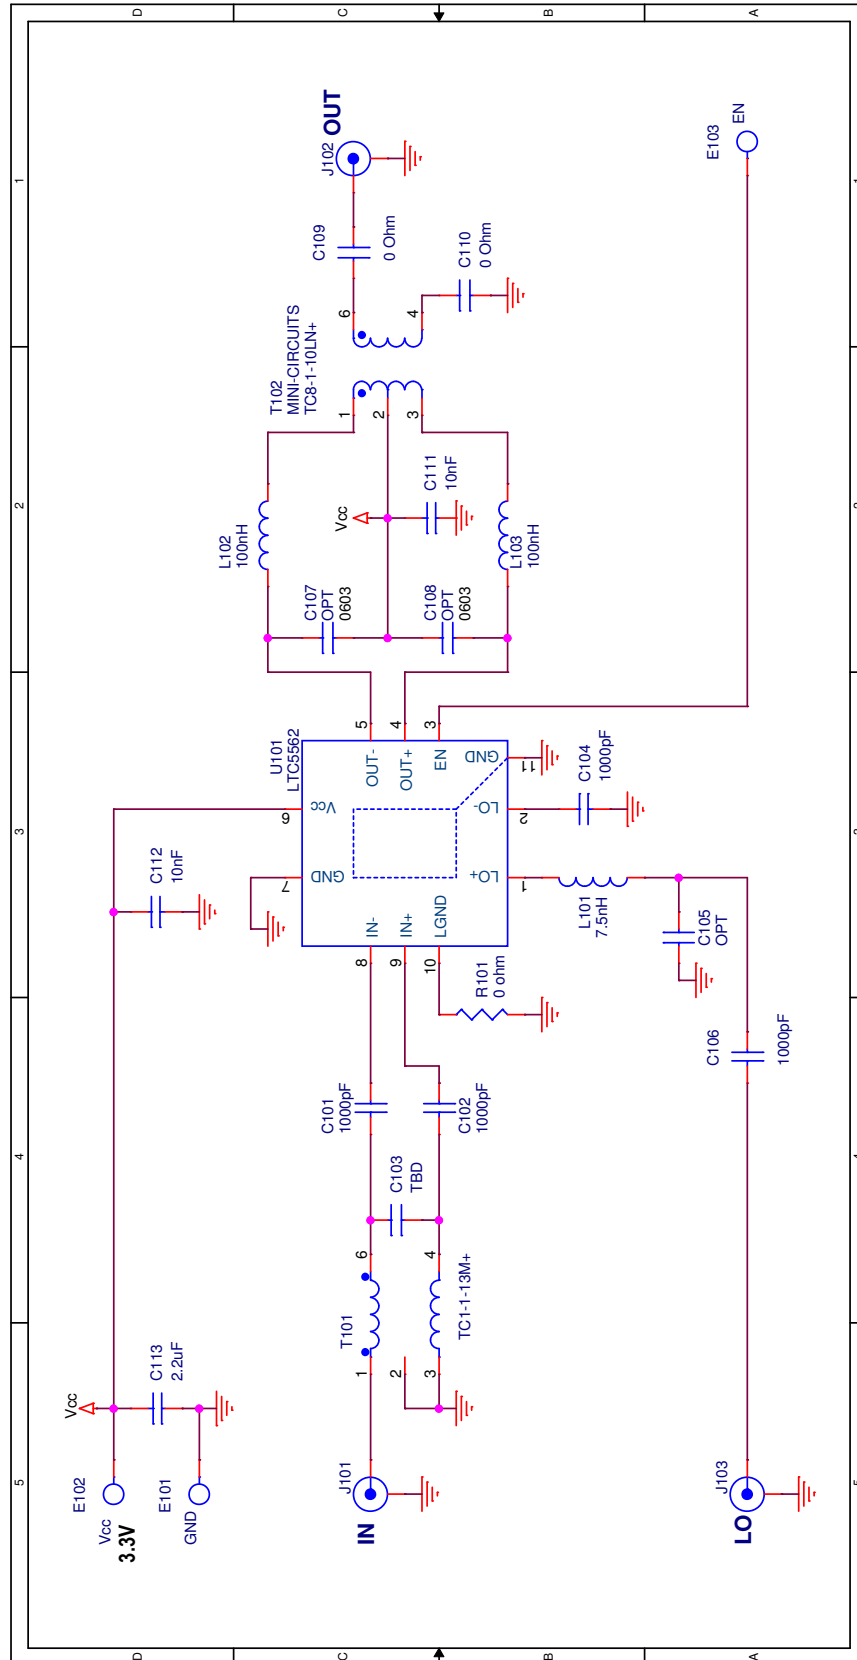 5
4
3
2
1
D
D
Vcc
E102
Vcc
3.3V
C113
2.2uF
E101
GND
C112
10nF
C
C
J101
IN
T101
1
6
2
3
4
TC1-1-13M+
C103
TBD
C101
1000pF
C102
1000pF
R101
0 ohm
U101
LTC5562
7
GND
6
Vcc
8
IN-
9
IN+
10
LGND
5
OUT-
4
OUT+
3
EN
1
LO+
2
LO-
11
GND
L102
100nH
C107
OPT
0603
C108
OPT
0603
Vcc
C111
10nF
L103
100nH
T102
MINI-CIRCUITS
TC8-1-10LN+
1
2
3
6
4
C109
0 Ohm
C110
0 Ohm
J102
OUT
B
B
L101
7.5nH
C104
1000pF
C105
OPT
C106
1000pF
J103
LO
E103
EN
A
A
5
4
3
2
1